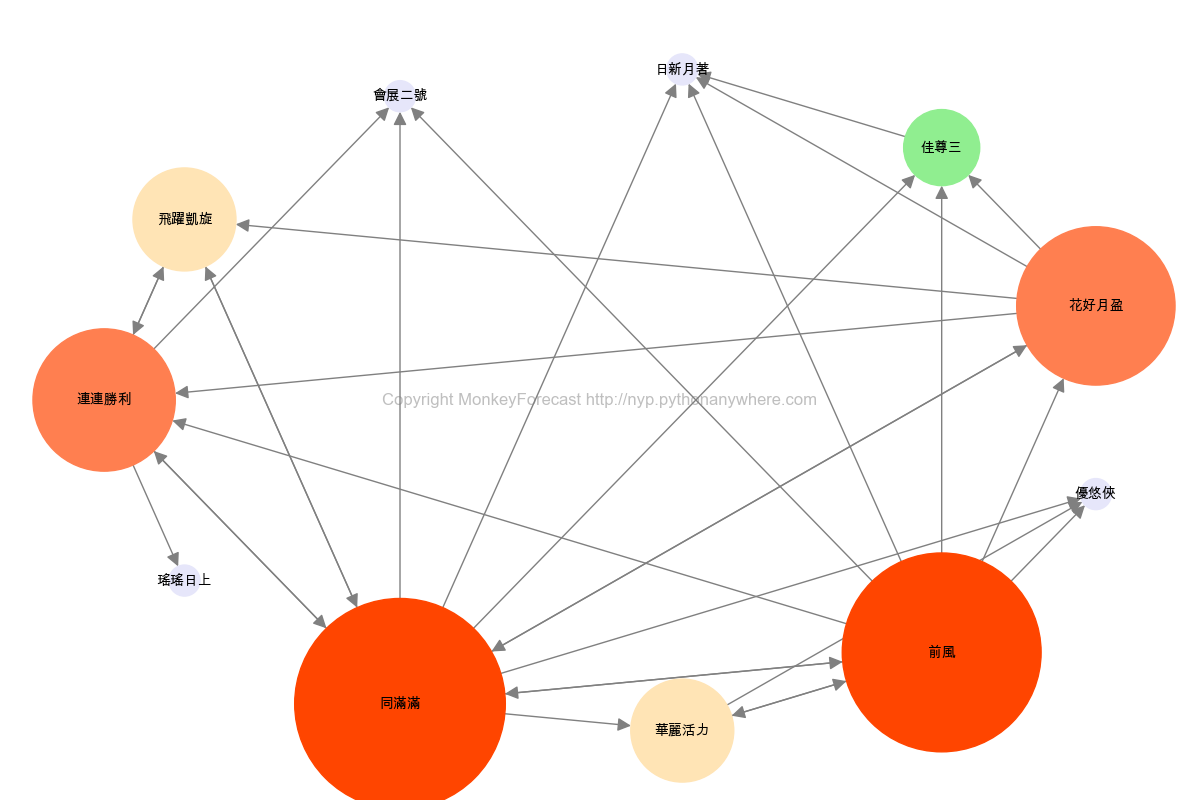 日新月著
會展二號
佳尊三
飛躍凱旋
花好月盈
連連勝利
Copyright MonkeyForecast http://nyp.pythonanywhere.com
優悠俠
瑤瑤日上
前風
同滿滿
華麗活力